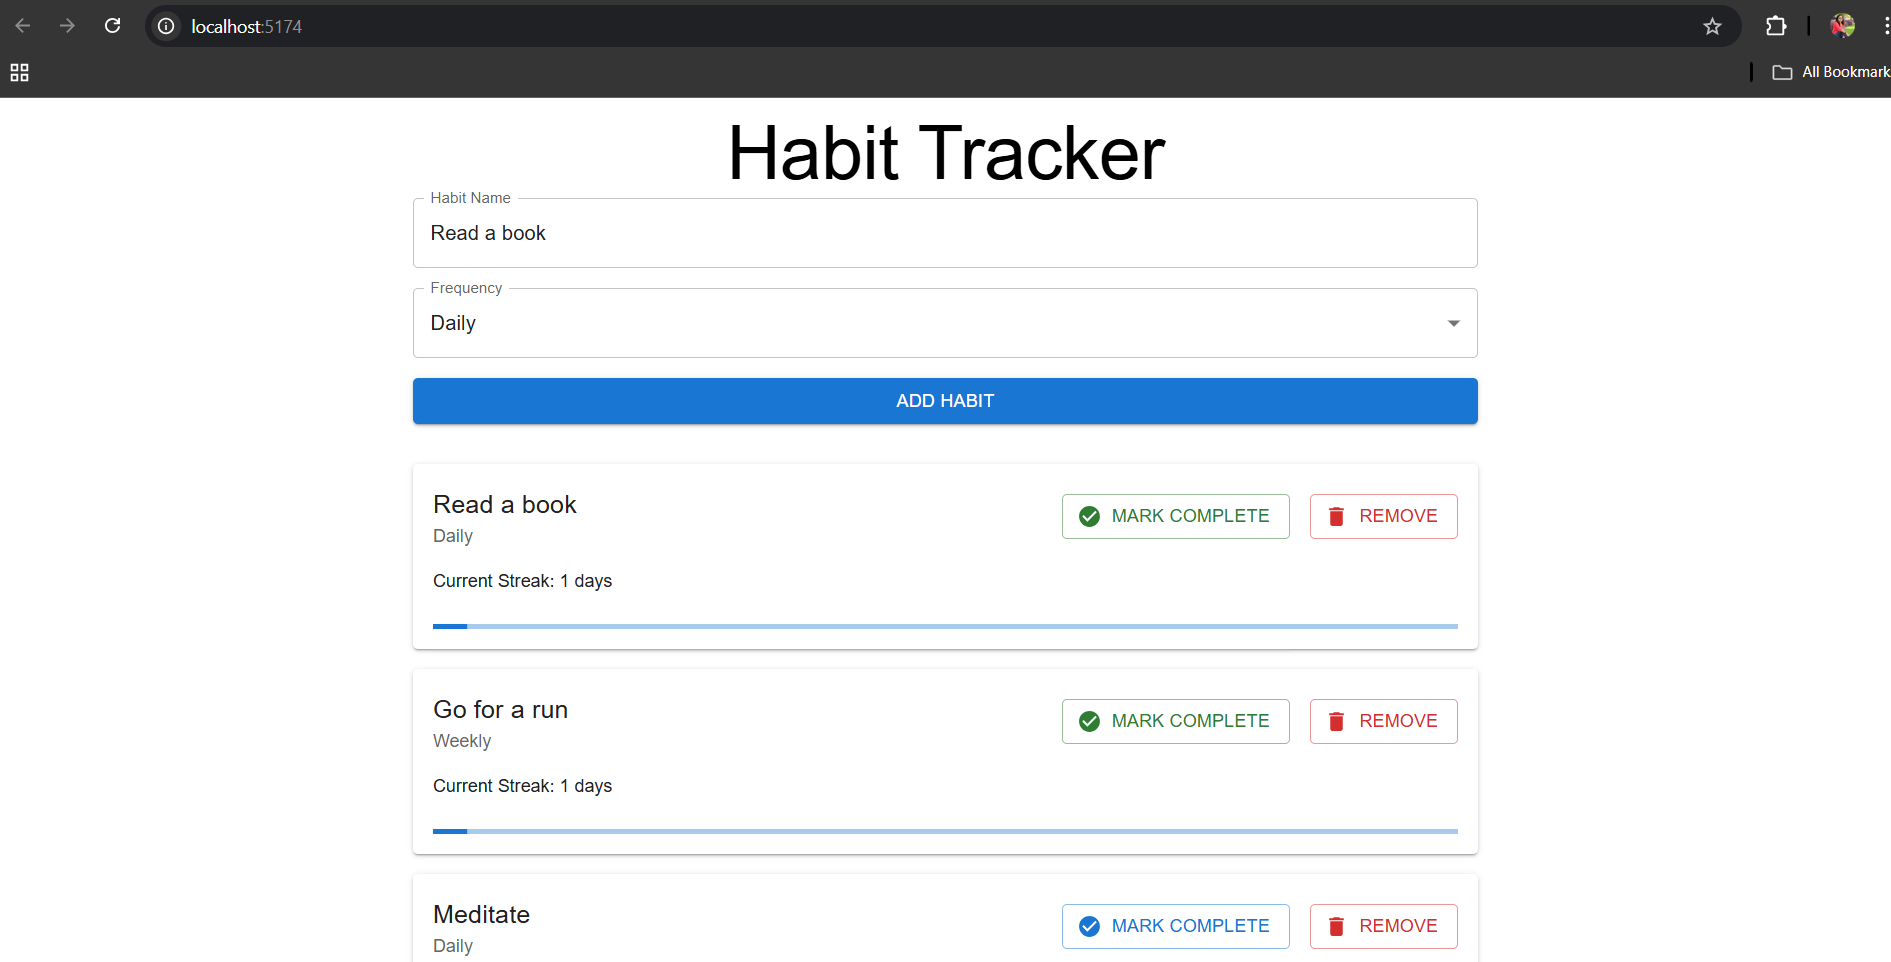 localhost:5174
All Bookmark
Habit Tracker
Habit Name
Read a book
Frequency
Daily
ADD HABIT
Read a book
MARK COMPLETE
REMOVE
Daily
Current Streak: 1 days
Go for a run
MARK COMPLETE
REMOVE
Weekly
Current Streak: 1 days
Meditate
MARK COMPLETE
REMOVE
Daily